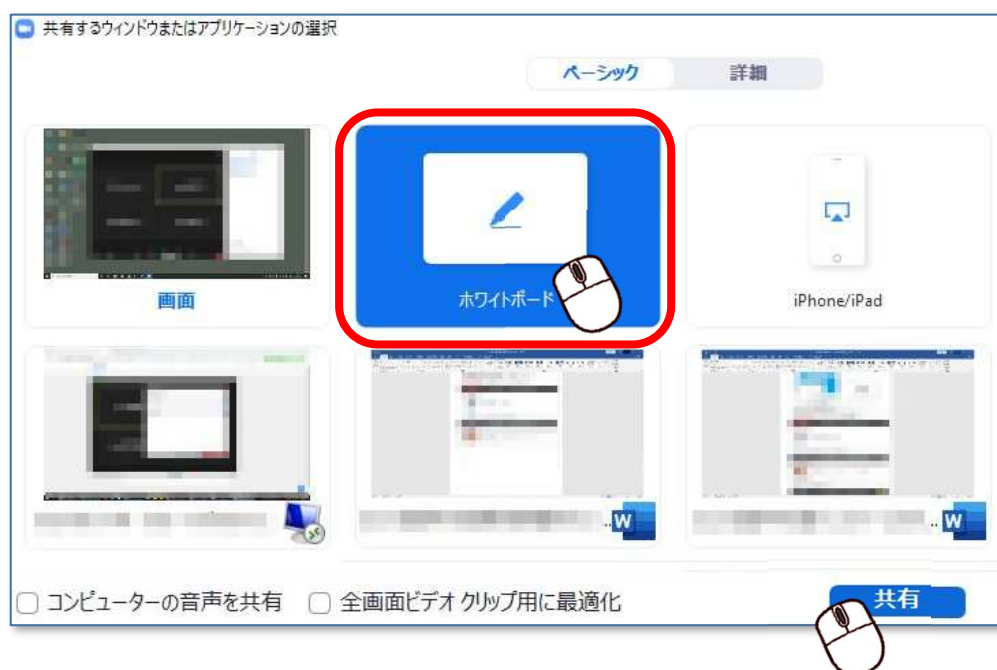 共有するウィンドウまたはアプリケーションの選択
ベーシック 詳細
画面 ホワイトボード iPhone/iPad
W W
コンピューターの音声を共有 全画面ビデオ クリップ用に最適化 共有